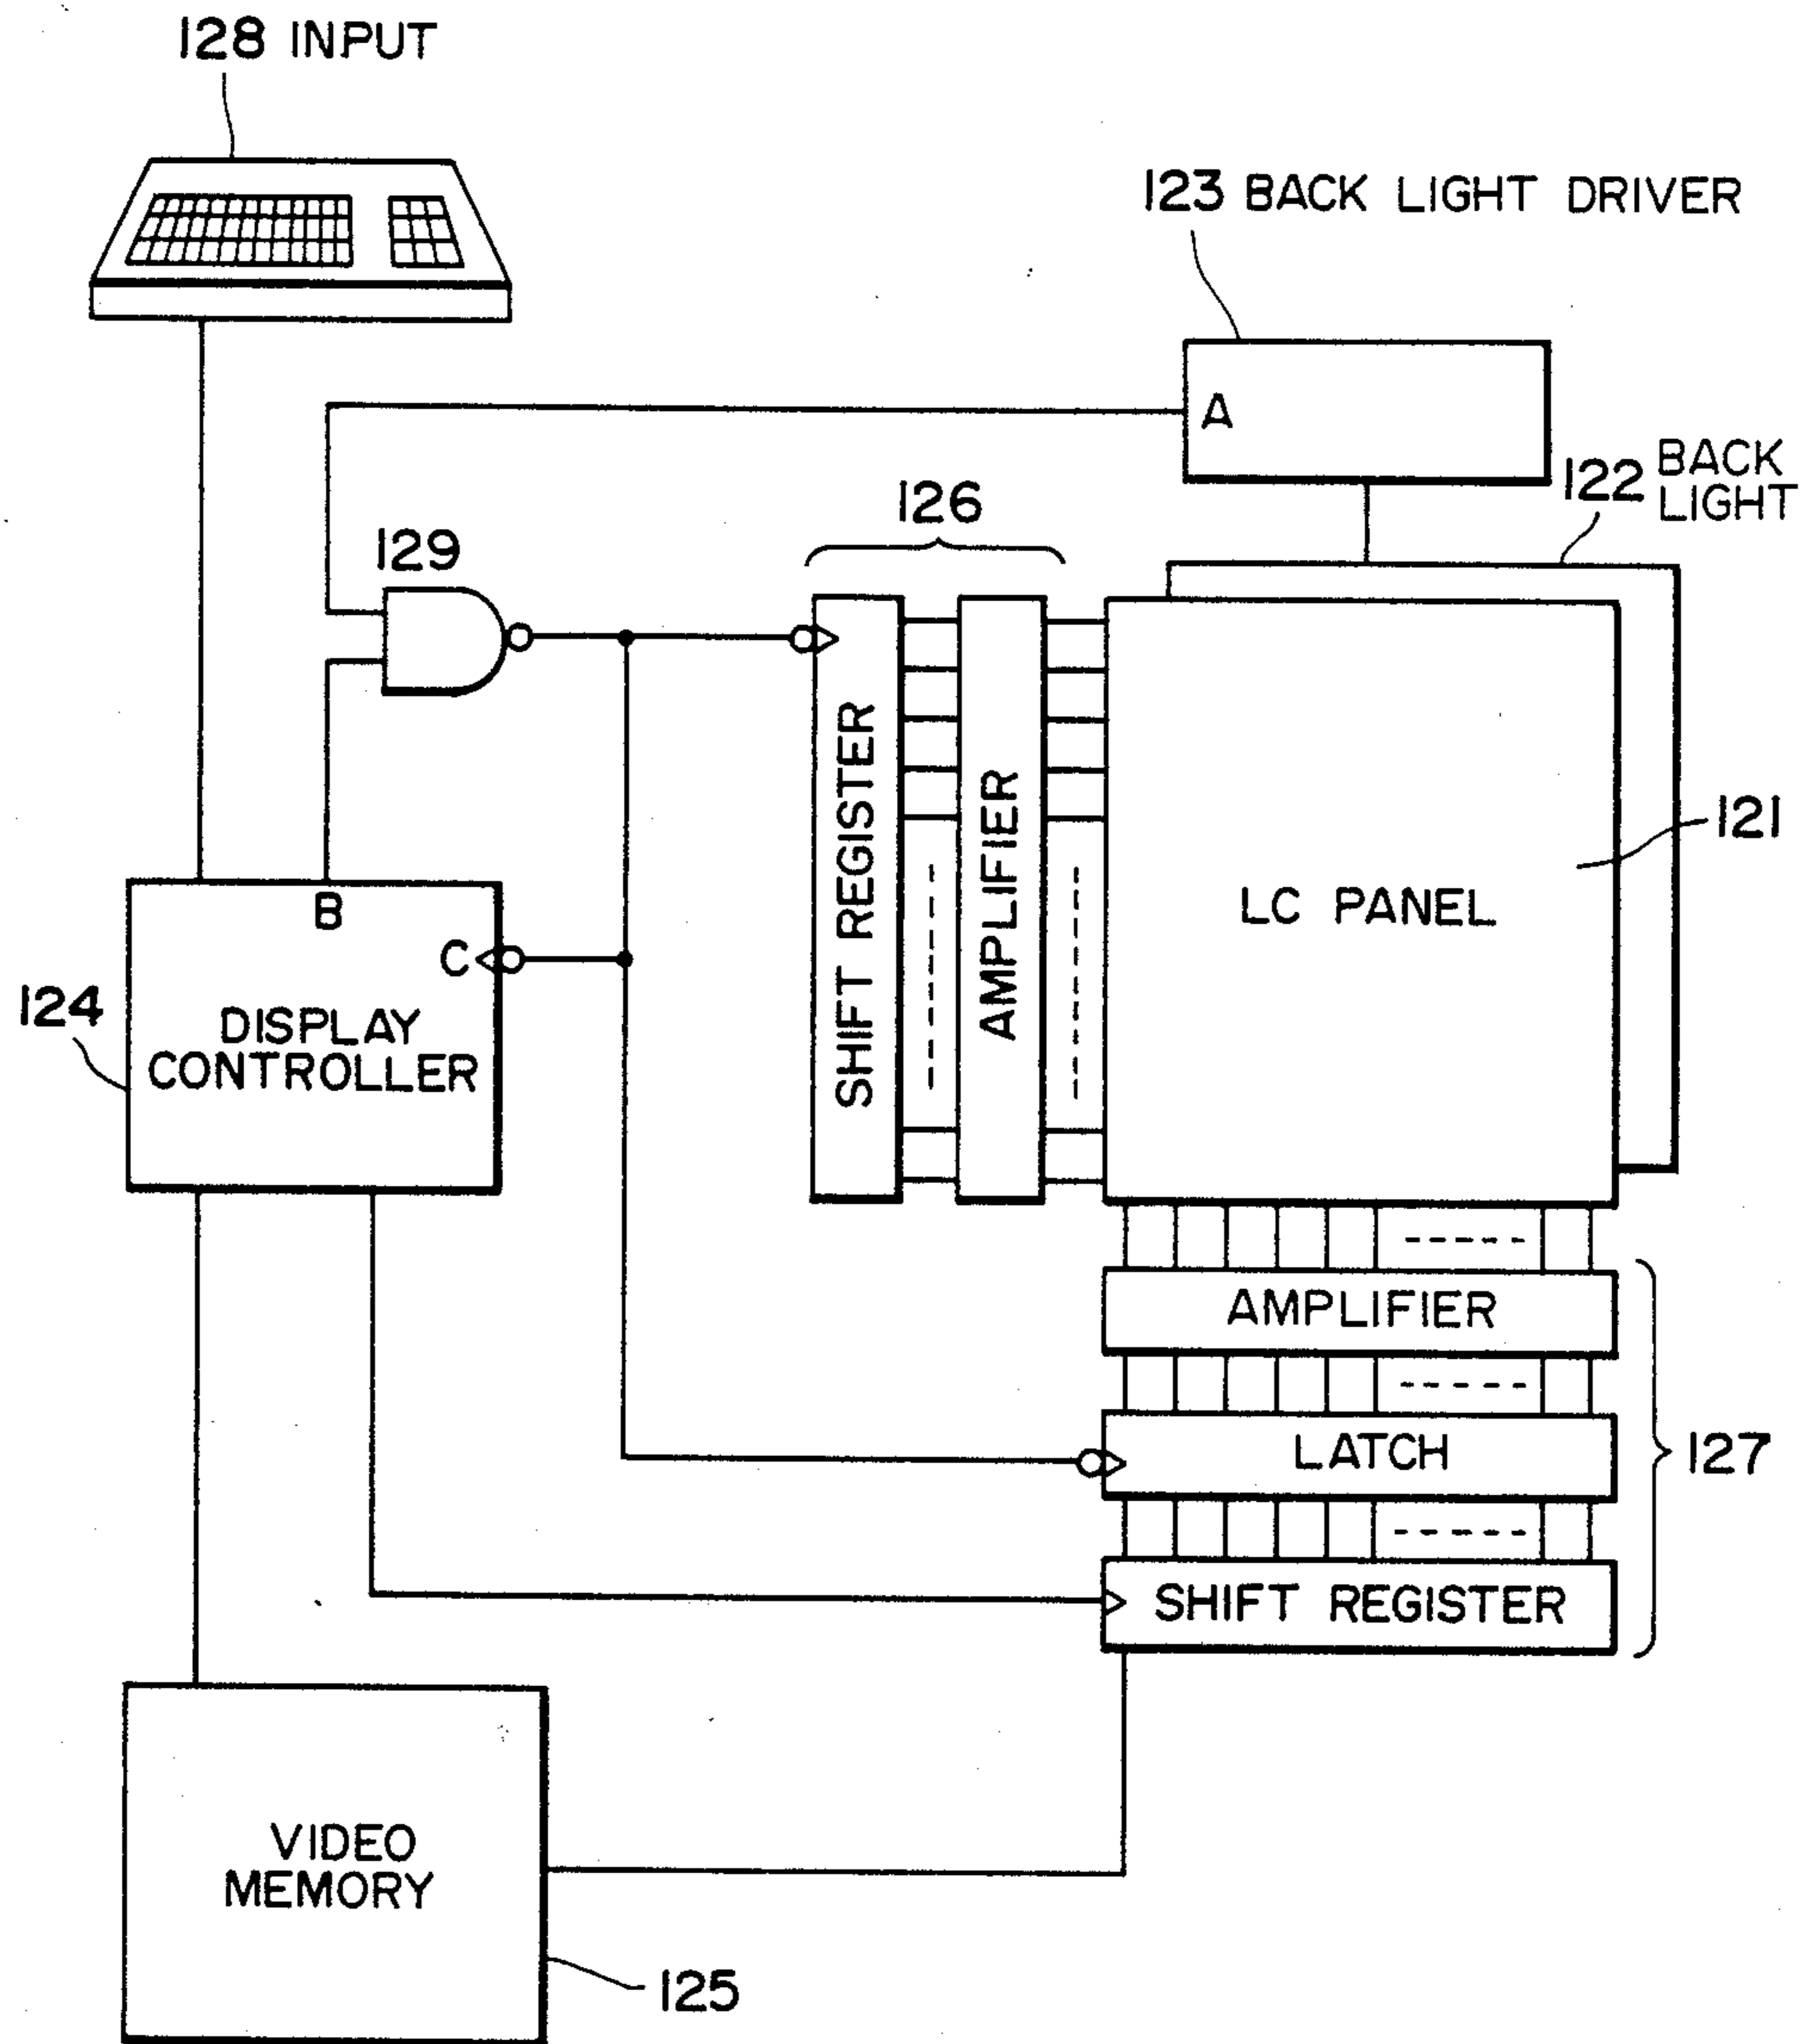 128 INPUT
123 BACK LIGHT DRIVER
A
122 BACK
LIGHT
126
129
SHIFT REGISTER
AMPLIFIER
LC PANEL
121
B
C
124
DISPLAY
CONTROLLER
AMPLIFIER
LATCH
127
SHIFT REGISTER
VIDEO
MEMORY
125